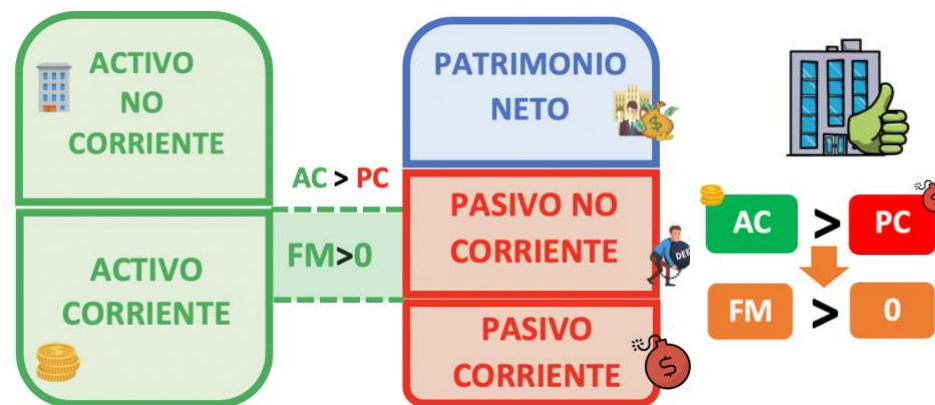 ACTIVO
NO
CORRIENTE
ACTIVO
CORRIENTE
AC > PC
FM>0
PATRIMONIO
NETO
PASIVO NO
CORRIENTE
PASIVO
CORRIENTE
DEBT
$
$
$
AC > PC
FM > 0